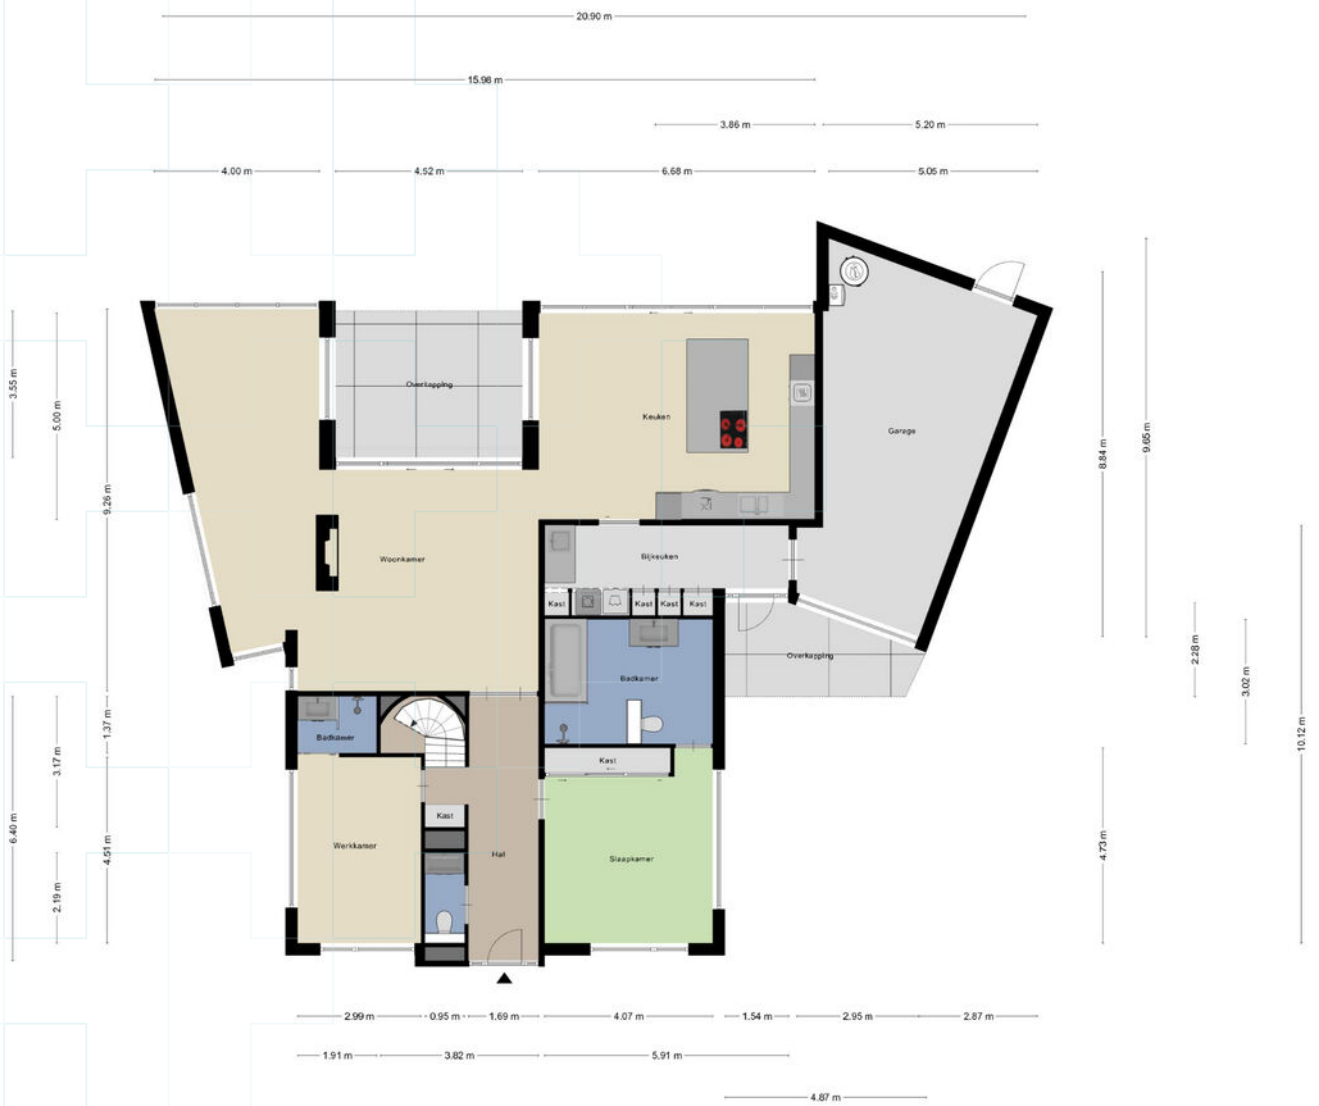 20.90 m
15.98 m
3.86 m
5.20 m
4.00 m
4.52 m
6.68 m
5.05 m
3.55 m
5.00 m
9.26 m
8.84 m
9.65 m
Overkapping
Keuken
Garage
Woonkamer
Bijkeuken
Kast
Kast
Kast
Kast
Overkapping
Badkamer
2.28 m
3.02 m
10.12 m
Badkamer
Kast
1.37 m
3.17 m
6.40 m
Kast
Werkkamer
Hal
Slaapkamer
4.51 m
2.19 m
4.73 m
2.99 m
0.95 m
1.69 m
4.07 m
1.54 m
2.95 m
2.87 m
1.91 m
3.82 m
5.91 m
4.87 m